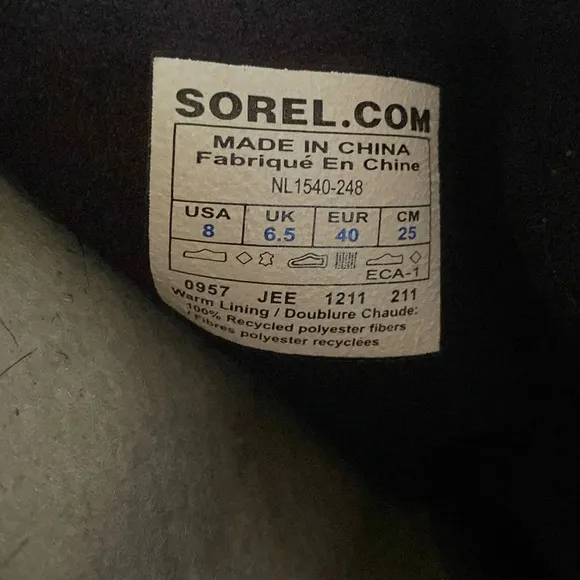 SOREL.COM
MADE IN CHINA
Fabriqué En Chine
NL1540-248
USA UK EUR CM
8 6.5 40 25
ECA-1
0957 JEE 1211 211
Warm Lining / Doublure Chaude:
100% Recycled polyester fibers
/ Fibres polyester recyclées